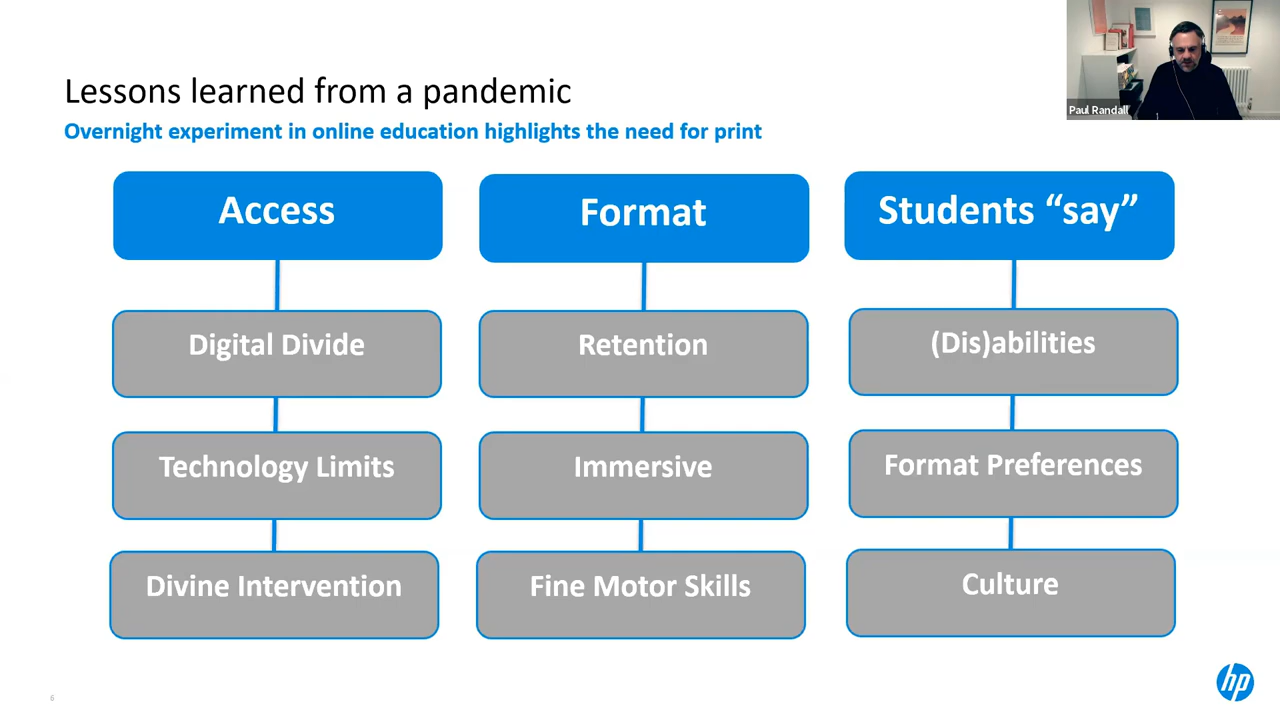 Lessons learned from a pandemic
Overnight experiment in online education highlights the need for print
Paul Randall
Access
Format
Students “say”
Digital Divide
Retention
(Dis)abilities
Technology Limits
Immersive
Format Preferences
Divine Intervention
Fine Motor Skills
Culture
6
hp